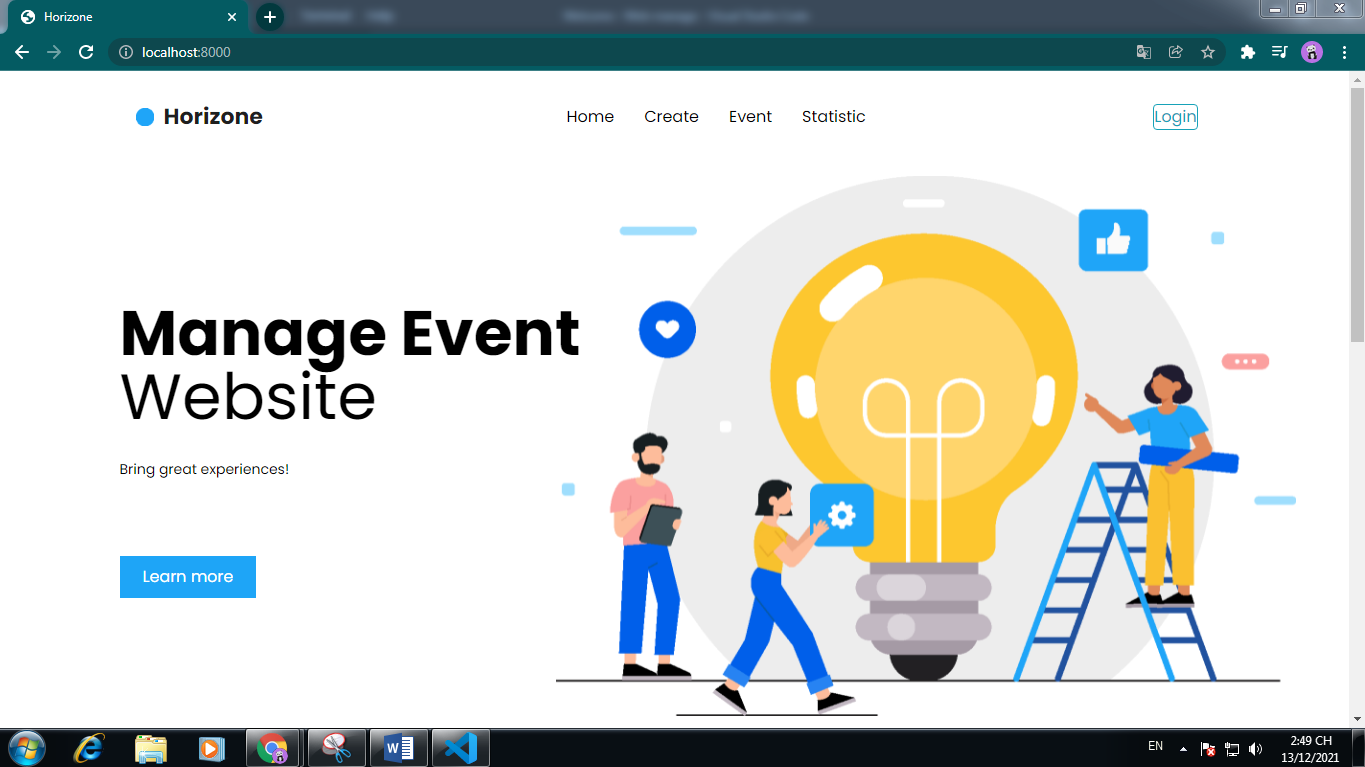 Horizone
localhost:8000
Horizone
Home Create Event Statistic
Login
Manage Event
Website
Bring great experiences!
Learn more
EN
2:49 CH
13/12/2021